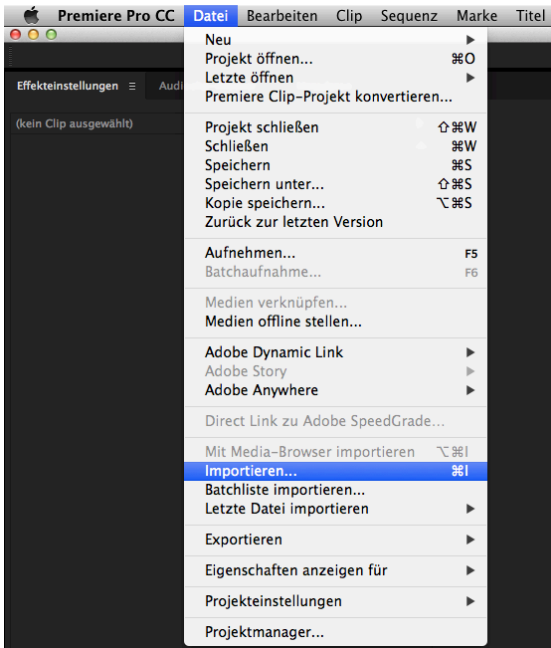 Premiere Pro CC Datei Bearbeiten Clip Sequenz Marke Titel
Neu
Projekt öffnen... ⌘O
Letzte öffnen
Premiere Clip-Projekt konvertieren...
Effekteinstellungen Audi
(kein Clip ausgewählt)
Projekt schließen ⇧⌘W
Schließen ⌘W
Speichern ⌘S
Speichern unter... ⇧⌘S
Kopie speichern... ⌥⌘S
Zurück zur letzten Version
Aufnehmen... F5
Batchaufnahme... F6
Medien verknüpfen...
Medien offline stellen...
Adobe Dynamic Link
Adobe Story
Adobe Anywhere
Direct Link zu Adobe SpeedGrade...
Mit Media-Browser importieren ⌥⌘I
Importieren... ⌘I
Batchliste importieren...
Letzte Datei importieren
Exportieren
Eigenschaften anzeigen für
Projekteinstellungen
Projektmanager...